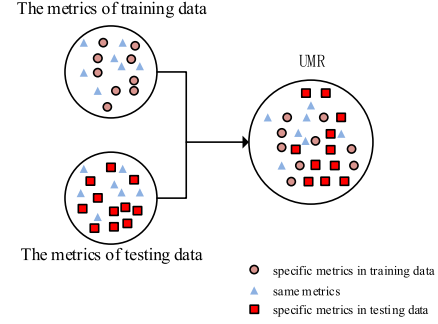 The metrics of training data
UMR
The metrics of testing data
specific metrics in training data
same metrics
specific metrics in testing data